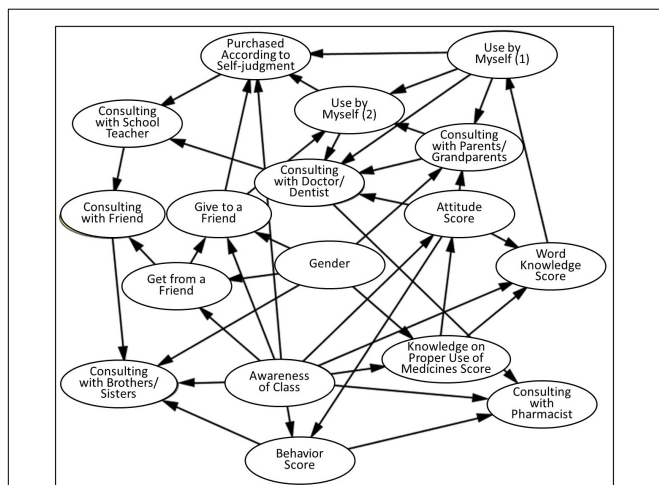 Purchased
According to
Self-judgment
Use by
Myself (1)
Use by
Myself (2)
Consulting
with School
Teacher
Consulting
with Parents/
Grandparents
Consulting
with Doctor/
Dentist
Consulting
with Friend
Give to a
Friend
Attitude
Score
Gender
Word
Knowledge
Score
Get from a
Friend
Knowledge on
Proper Use of
Medicines Score
Consulting
with Brothers/
Sisters
Awareness
of Class
Consulting
with
Pharmacist
Behavior
Score